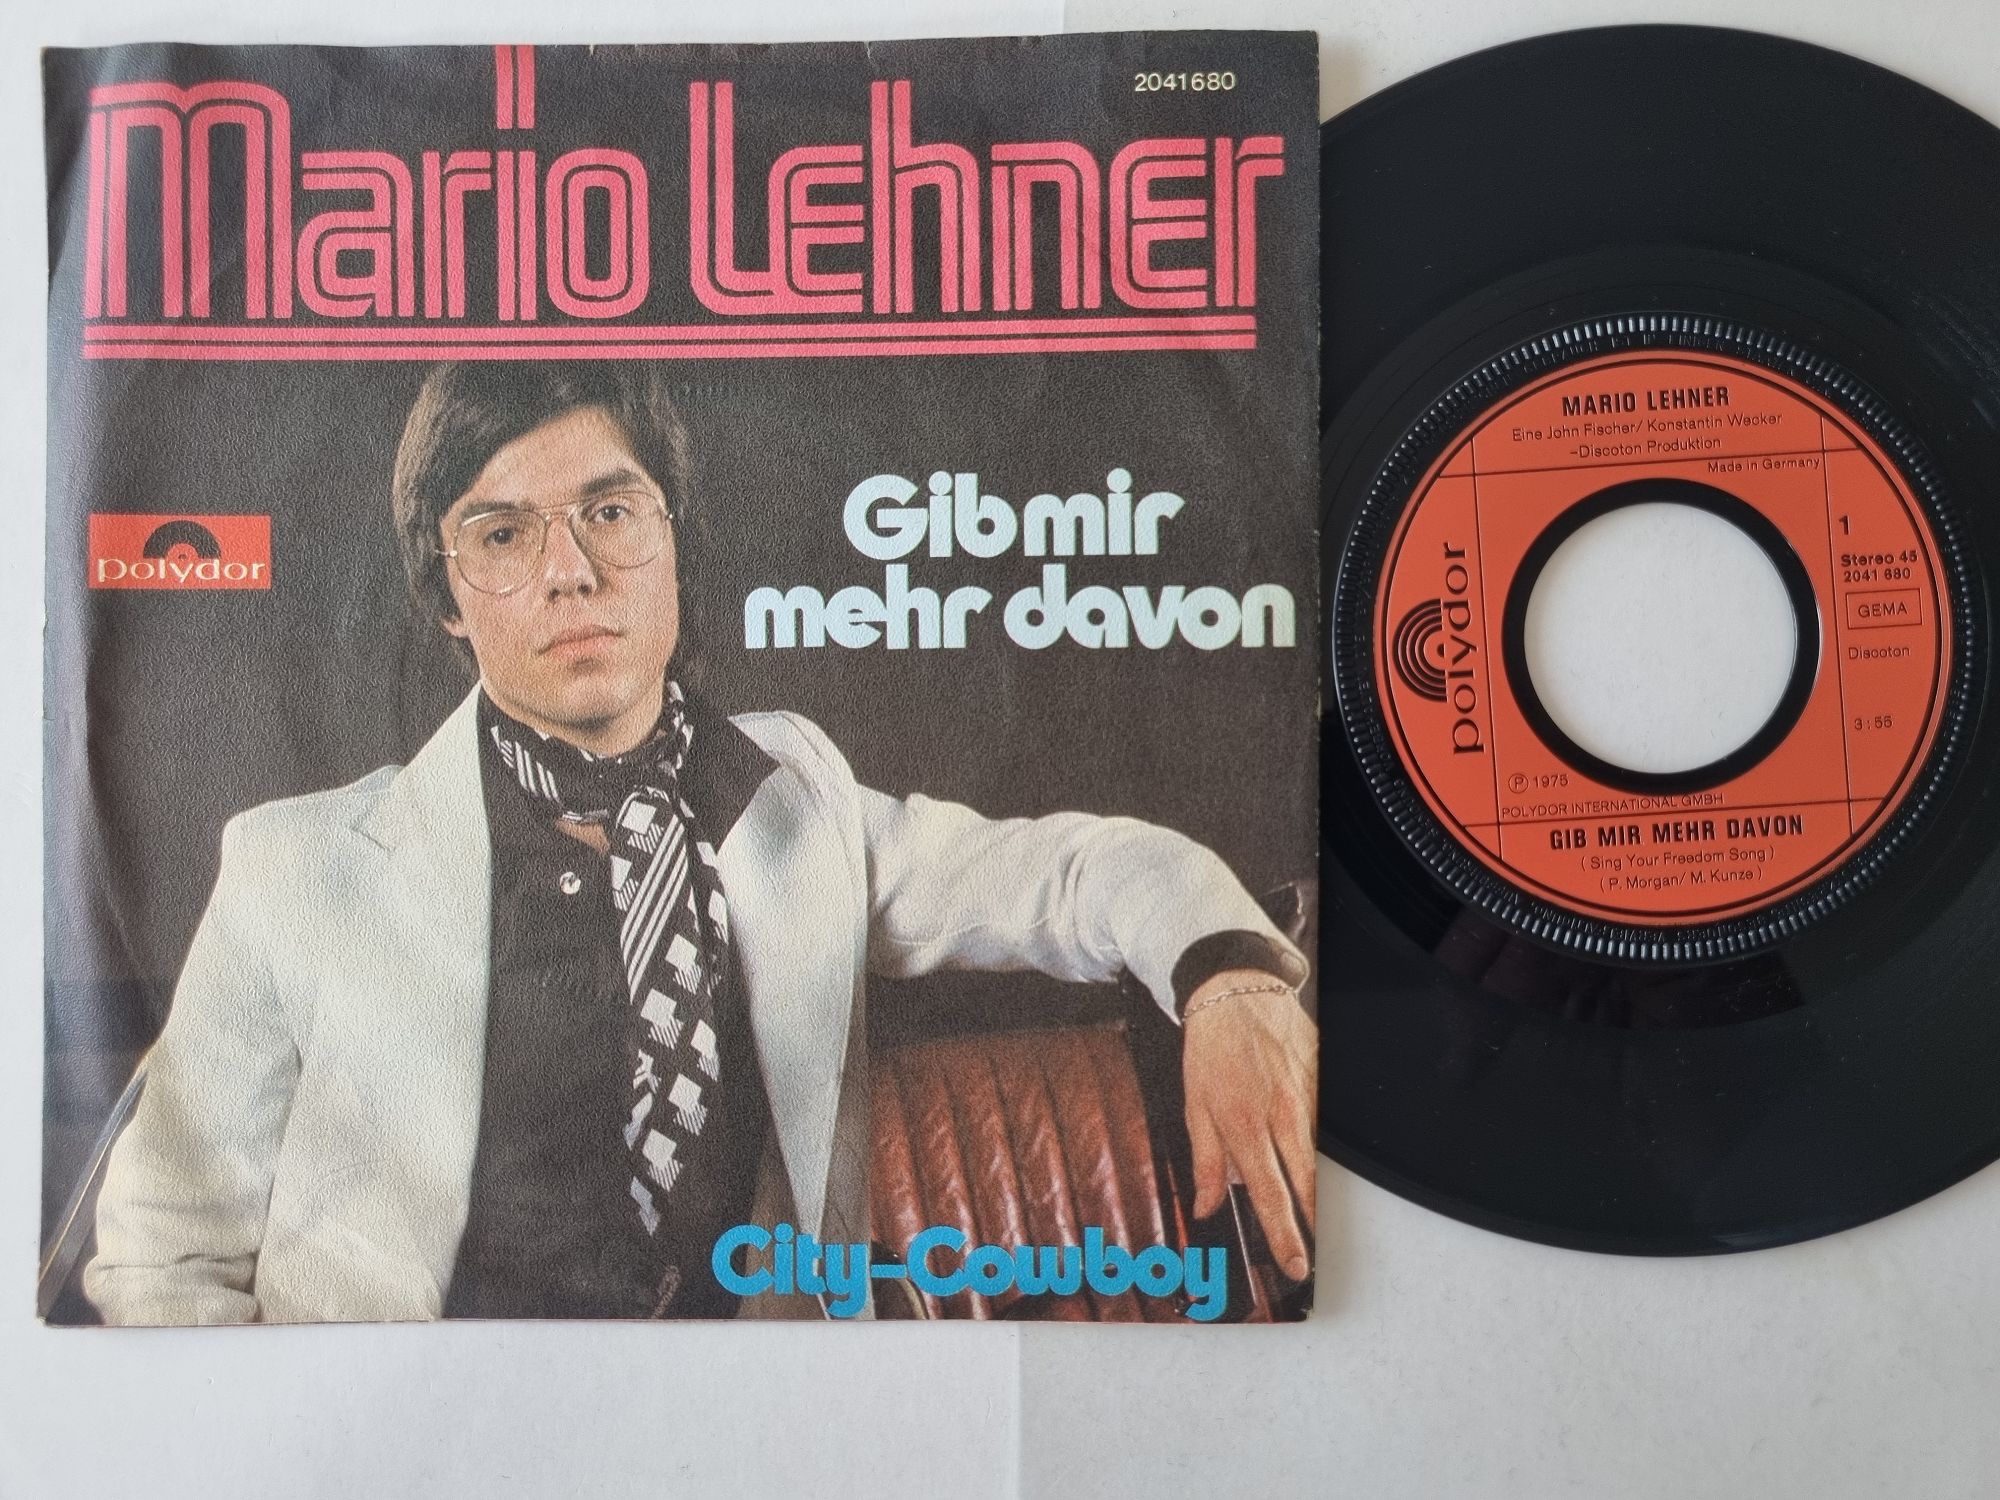 Mario Lehner
2041680
polydor
Gib mir
mehr davon
City-Cowboy
MARIO LEHNER
Eine John Fischer/ Konstantin Wecker
-Discoton Produktion
Made in Germany
polydor
1
Stereo 45
2041 680
GEMA
Discoton
3:55
Ⓟ 1975
POLYDOR INTERNATIONAL GMBH
GIB MIR MEHR DAVON
( Sing Your Freedom Song )
( P. Morgan/ M. Kunze )